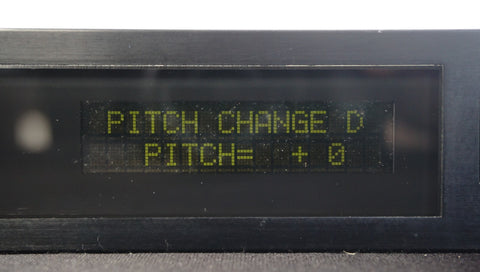 PITCH CHANGE D
PITCH= + 0